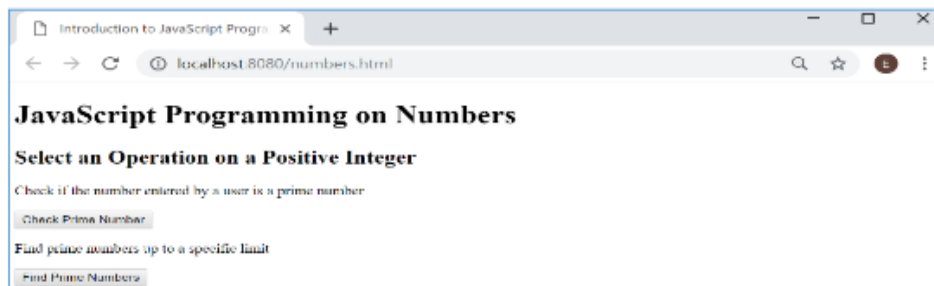 Introduction to JavaScript Progra
localhost:8080/numbers.html
E
JavaScript Programming on Numbers
Select an Operation on a Positive Integer
Check if the number entered by a user is a prime number
Check Prime Number
Find prime numbers up to a specific limit
Find Prime Numbers